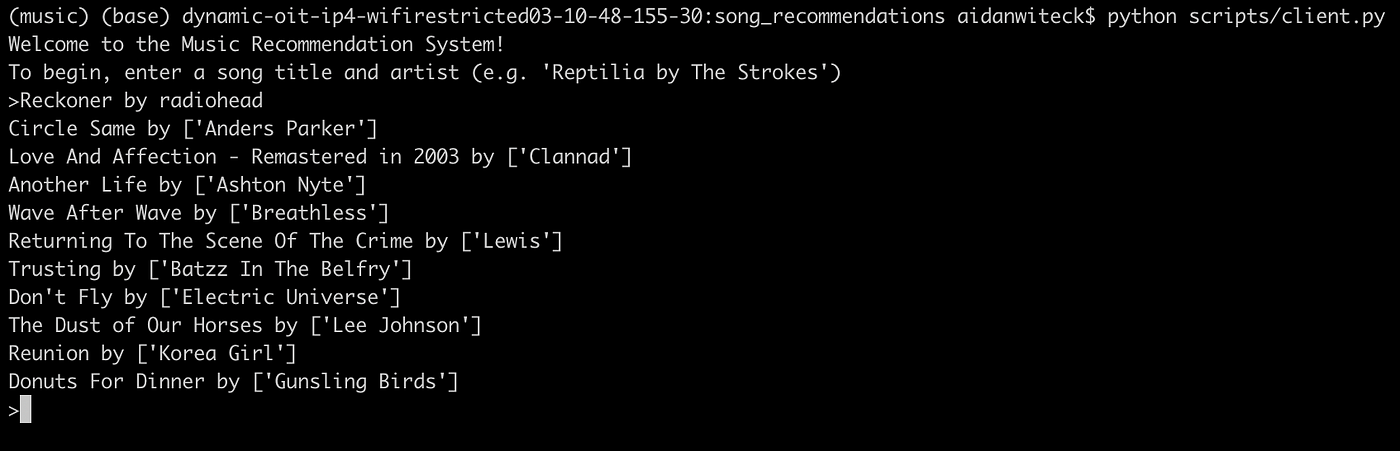 (music) (base) dynamic-oit-ip4-wifirestricted03-10-48-155-30:song_recommendations aidanwiteck$ python scripts/client.py
Welcome to the Music Recommendation System!
To begin, enter a song title and artist (e.g. 'Reptilia by The Strokes')
>Reckoner by radiohead
Circle Same by ['Anders Parker']
Love And Affection - Remastered in 2003 by ['Clannad']
Another Life by ['Ashton Nyte']
Wave After Wave by ['Breathless']
Returning To The Scene Of The Crime by ['Lewis']
Trusting by ['Batzz In The Belfry']
Don't Fly by ['Electric Universe']
The Dust of Our Horses by ['Lee Johnson']
Reunion by ['Korea Girl']
Donuts For Dinner by ['Gunsling Birds']
>